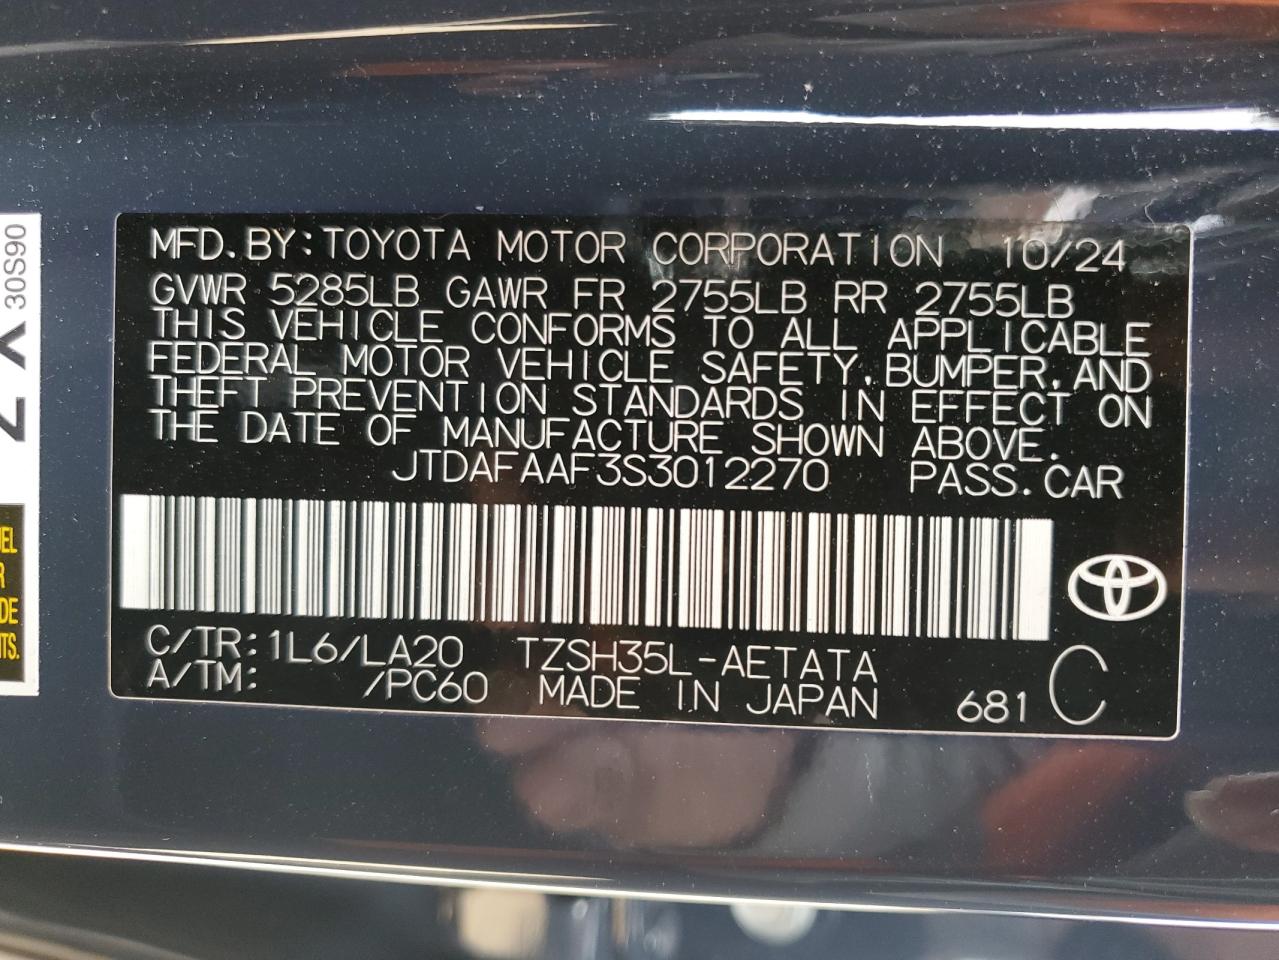 MFD.BY:TOYOTA MOTOR CORPORATION 10/24
GVWR 5285LB GAWR FR 2755LB RR 2755LB
THIS VEHICLE CONFORMS TO ALL APPLICABLE
FEDERAL MOTOR VEHICLE SAFETY,BUMPER,AND
THEFT PREVENTION STANDARDS IN EFFECT ON
THE DATE OF MANUFACTURE SHOWN ABOVE.
JTDAFAAF3S3012270 PASS.CAR
C/TR:1L6/LA20 TZSH35L-AETATA
A/TM: /PC60 MADE IN JAPAN 681 C
30S90